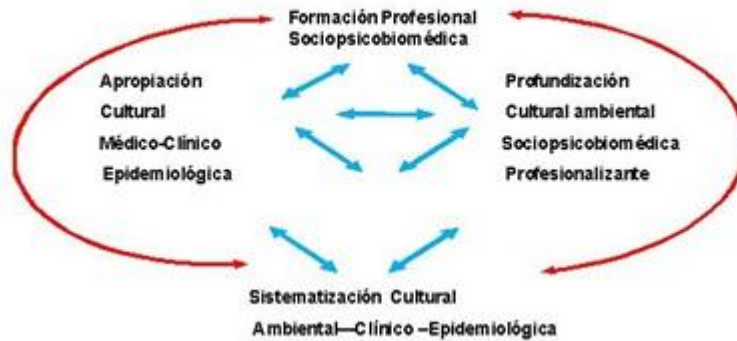 Formación Profesional
Sociopsicobiomédica
Apropiación
Cultural
Médico-Clínico
Epidemiológica
Profundización
Cultural ambiental
Sociopsicobiomédica
Profesionalizante
Sistematización Cultural
Ambiental—Clínico –Epidemiológica